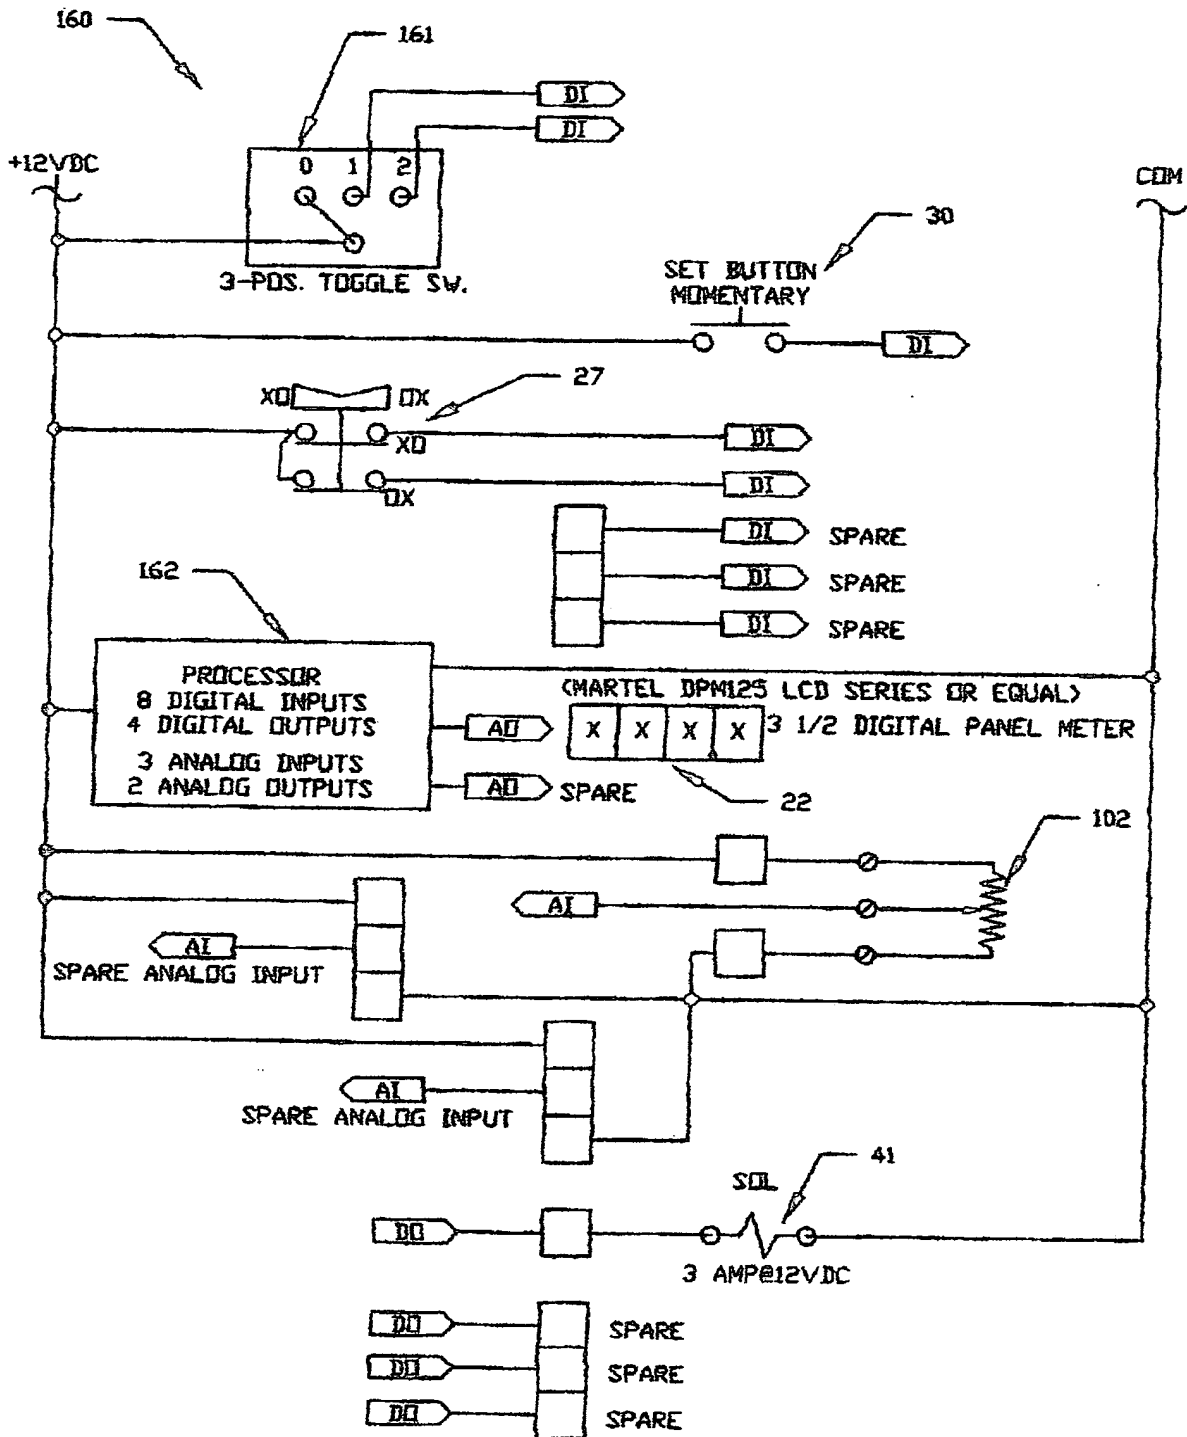 160
161
DI
DI
+12VDC
0 1 2
COM
30
3-POS. TOGGLE SW.
SET BUTTON
MOMENTARY
DI
27
XO OX
XO
DI
OX
DI
DI SPARE
DI SPARE
DI SPARE
162
PROCESSOR
8 DIGITAL INPUTS
4 DIGITAL OUTPUTS
3 ANALOG INPUTS
2 ANALOG OUTPUTS
(MARTEL DPM125 LCD SERIES OR EQUAL)
AO
X X X X
3 1/2 DIGITAL PANEL METER
AO SPARE
22
102
AI
AI
SPARE ANALOG INPUT
AI
SPARE ANALOG INPUT
41
SOL
DO
3 AMP@12VDC
DO SPARE
DO SPARE
DO SPARE